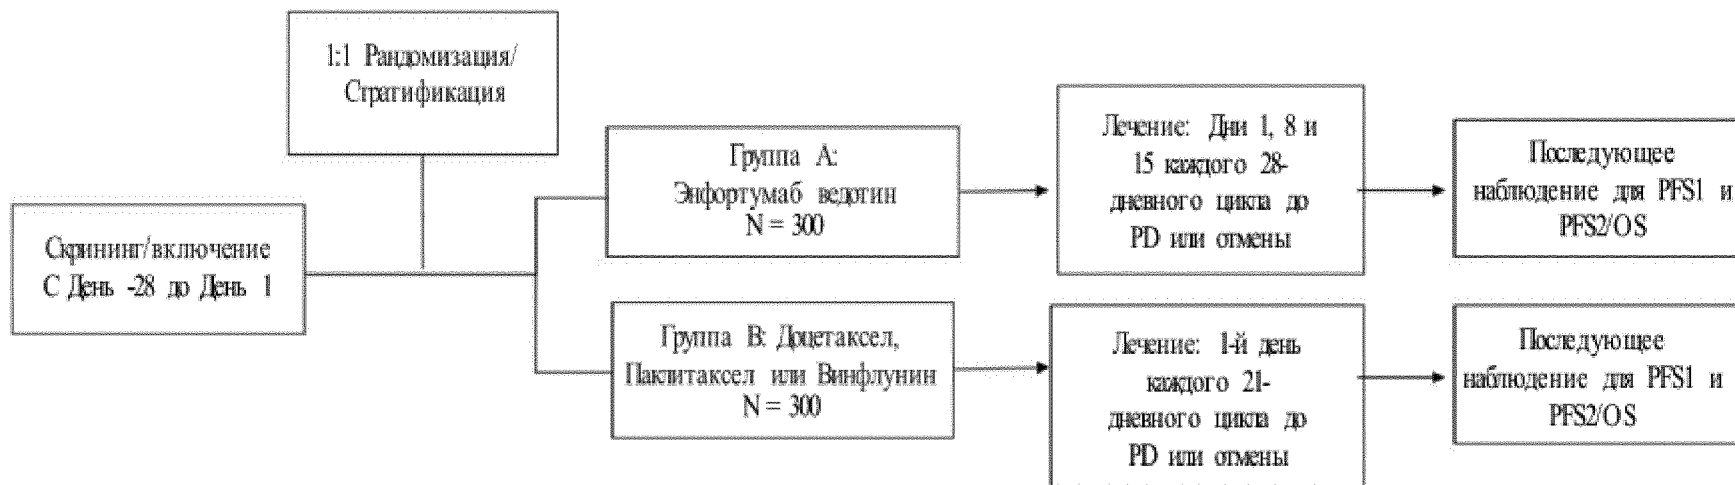 1:1 Рандомизация/
Стратификация
Скрининг/включение
С День -28 до День 1
Группа А:
Энфортумаб ведотин
N = 300
Лечение: Дни 1, 8 и
15 каждого 28-
дневного цикла до
PD или отмены
Последующее
наблюдение для PFS1 и
PFS2/OS
Группа В: Доцетаксел,
Паклитаксел или Винфлунин
N = 300
Лечение: 1-й день
каждого 21-
дневного цикла до
PD или отмены
Последующее
наблюдение для PFS1 и
PFS2/OS